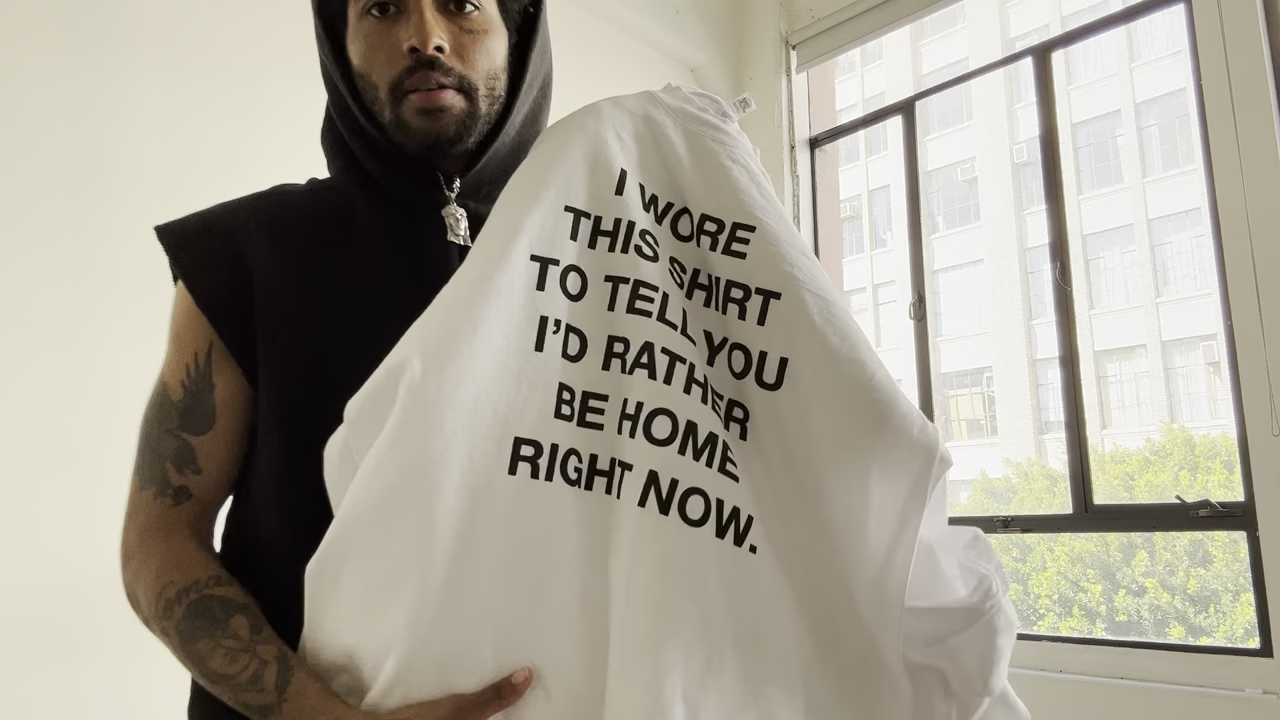 I WORE
THIS SHIRT
TO TELL YOU
I'D RATHER
BE HOME
RIGHT NOW.